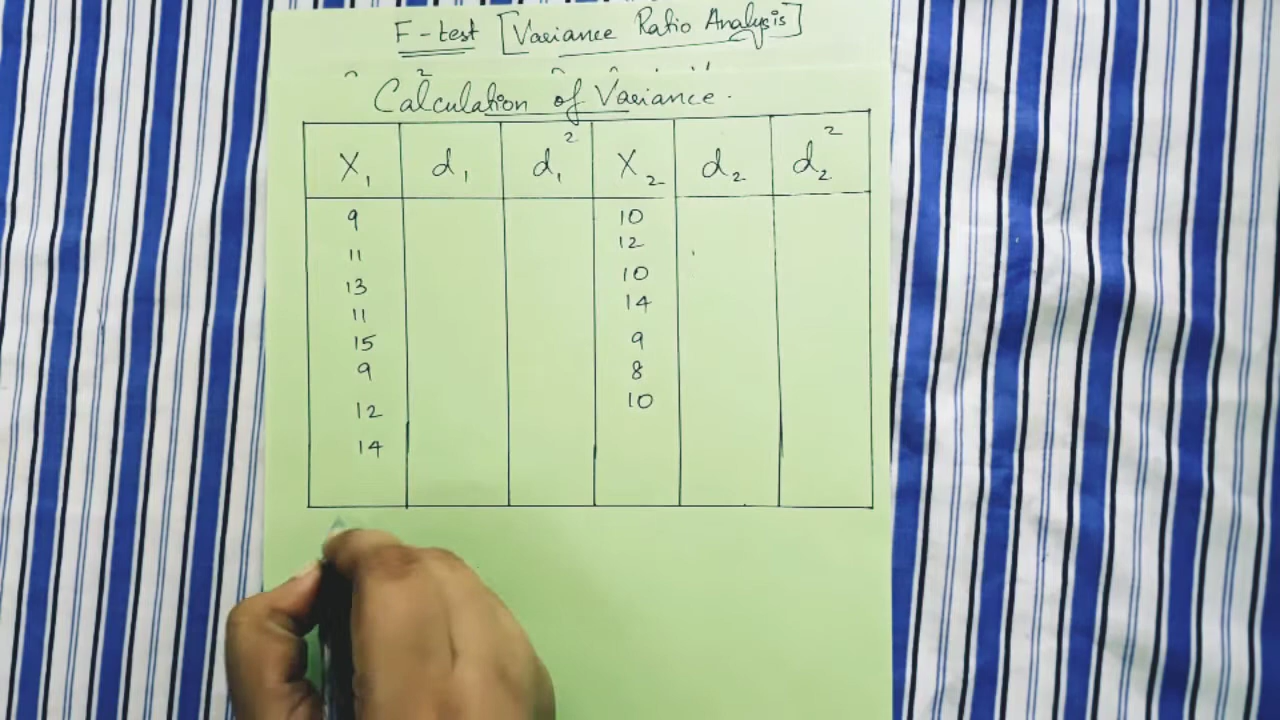 F-test [Variance Ratio Analysis]
Calculation of Variance.
X₁ d₁ d₁² X₂ d₂ d₂²
9 10
11 12
13 10
11 14
15 9
9 8
12 10
14